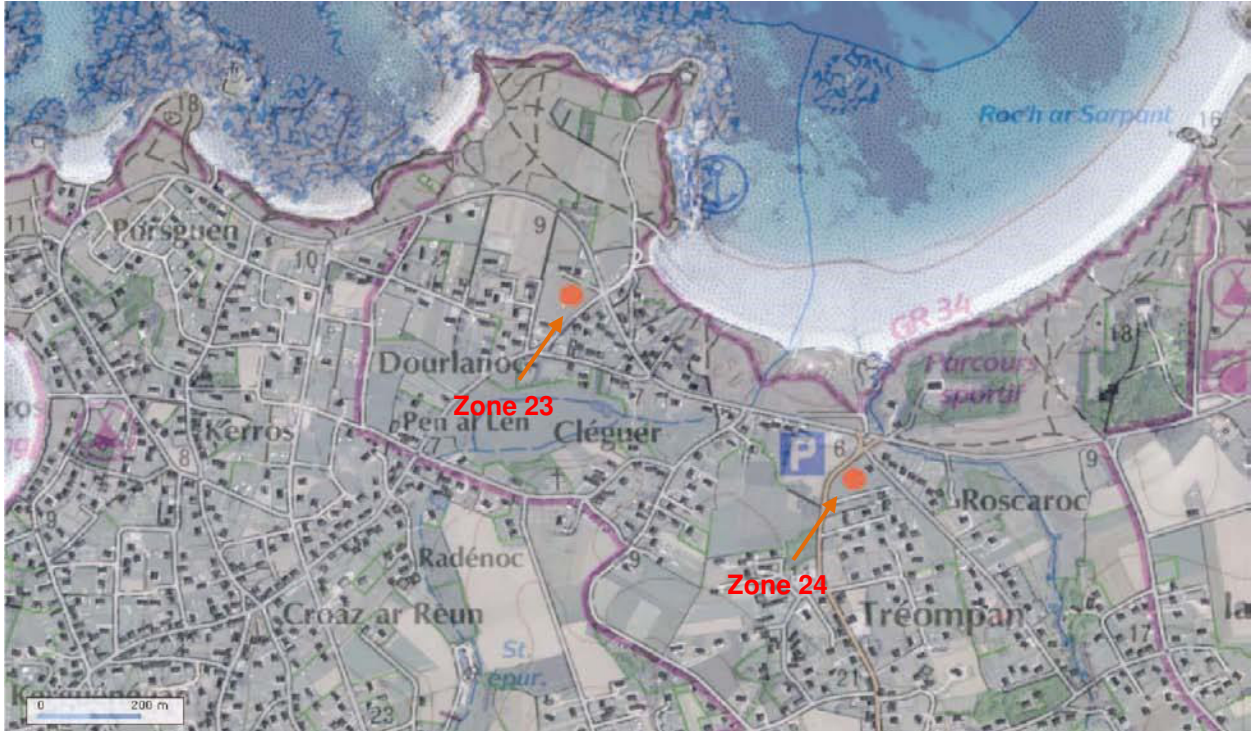 18
Roc'h ar Sarpant
16
11
Porsguen
9
10
GR 34
18
Dourlanoc
Parcours
sportif
Zone 23
Pen ar Len
Cléguer
Kerros
8
P
6
9
Roscaroc
9
Radénoc
9
Zone 24
Croaz ar Reun
Tréompan
17
St.
épur.
21
23
0
200 m